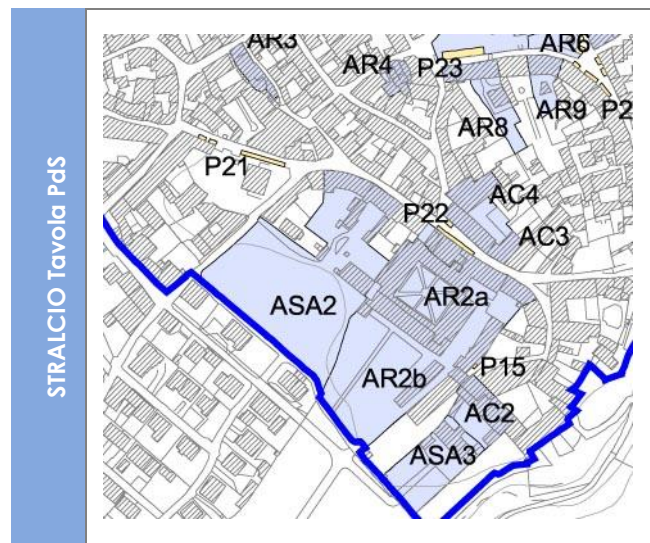 STRALCIO Tavola PdS
AR3
AR4
P23
AR6
AR8
AR9
P2
P21
P22
AC4
AC3
ASA2
AR2a
AR2b
P15
AC2
ASA3